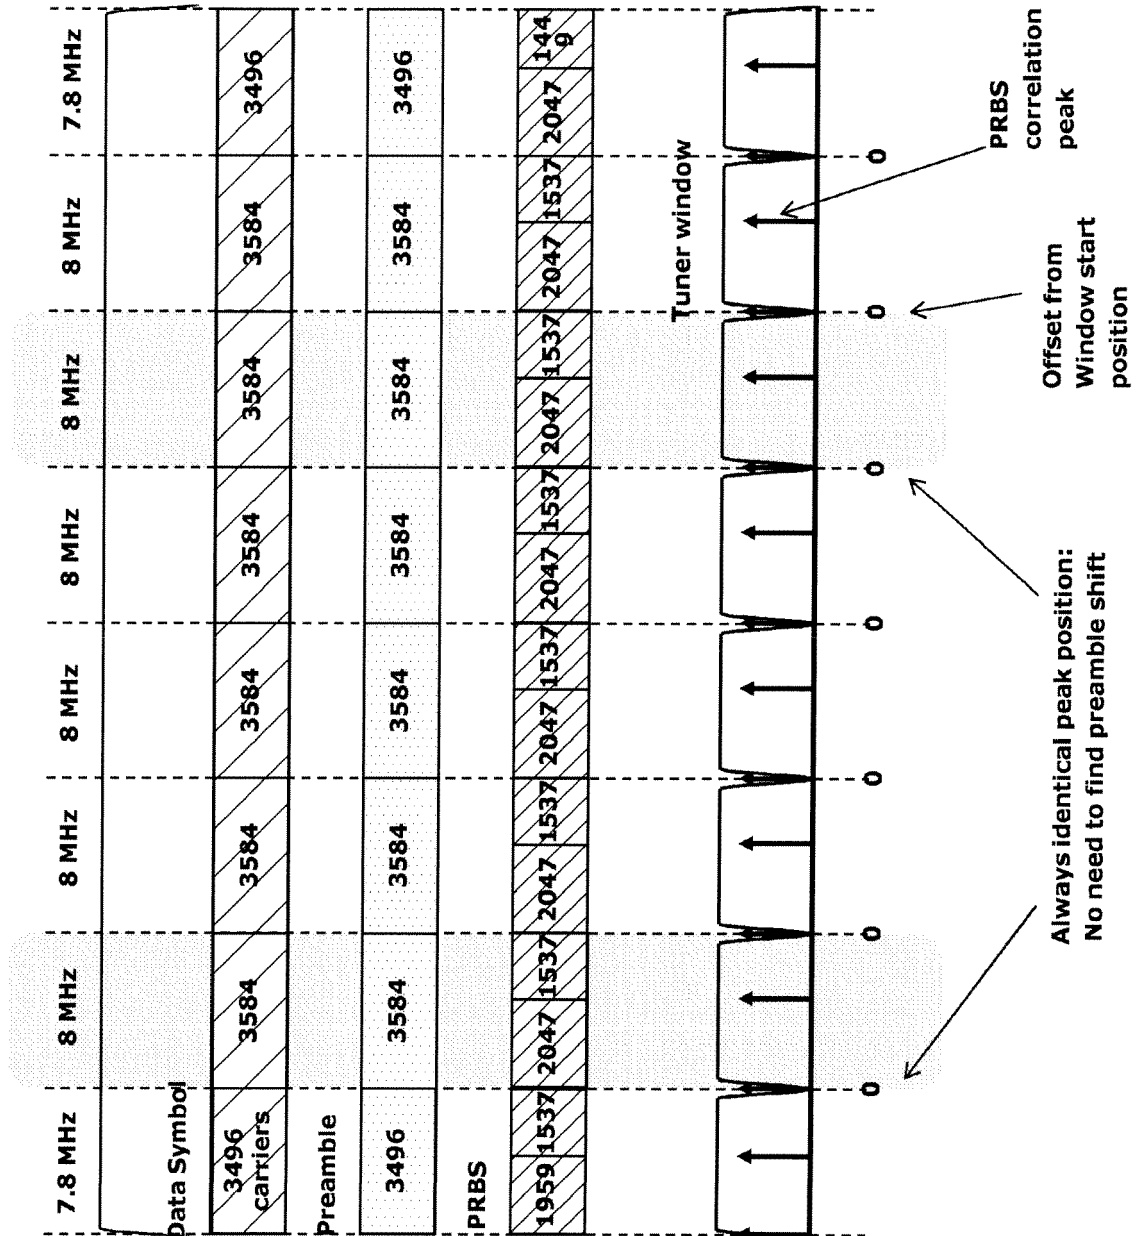 7.8 MHz
8 MHz
8 MHz
8 MHz
8 MHz
8 MHz
8 MHz
7.8 MHz
Data Symbol
3496
carriers
3584
3584
3584
3584
3584
3584
3496
Preamble
3496
3584
3584
3584
3584
3584
3584
3496
PRBS
1959
1537
2047
1537
2047
1537
2047
1537
2047
1537
2047
1537
2047
1537
2047
144
9
Tuner window
0
0
0
0
0
0
0
Always identical peak position:
No need to find preamble shift
Offset from
Window start
position
PRBS
correlation
peak